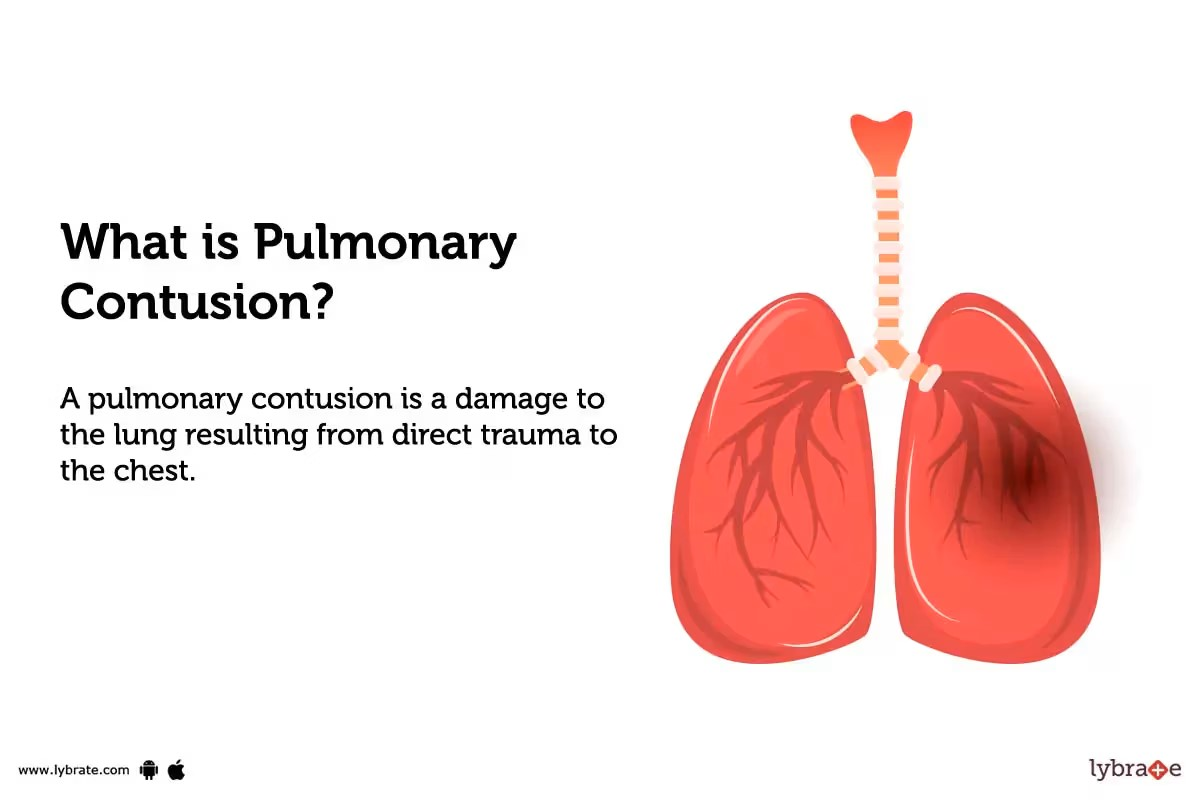 What is Pulmonary
Contusion?
A pulmonary contusion is a damage to
the lung resulting from direct trauma to
the chest.
www.lybrate.com
lybrate